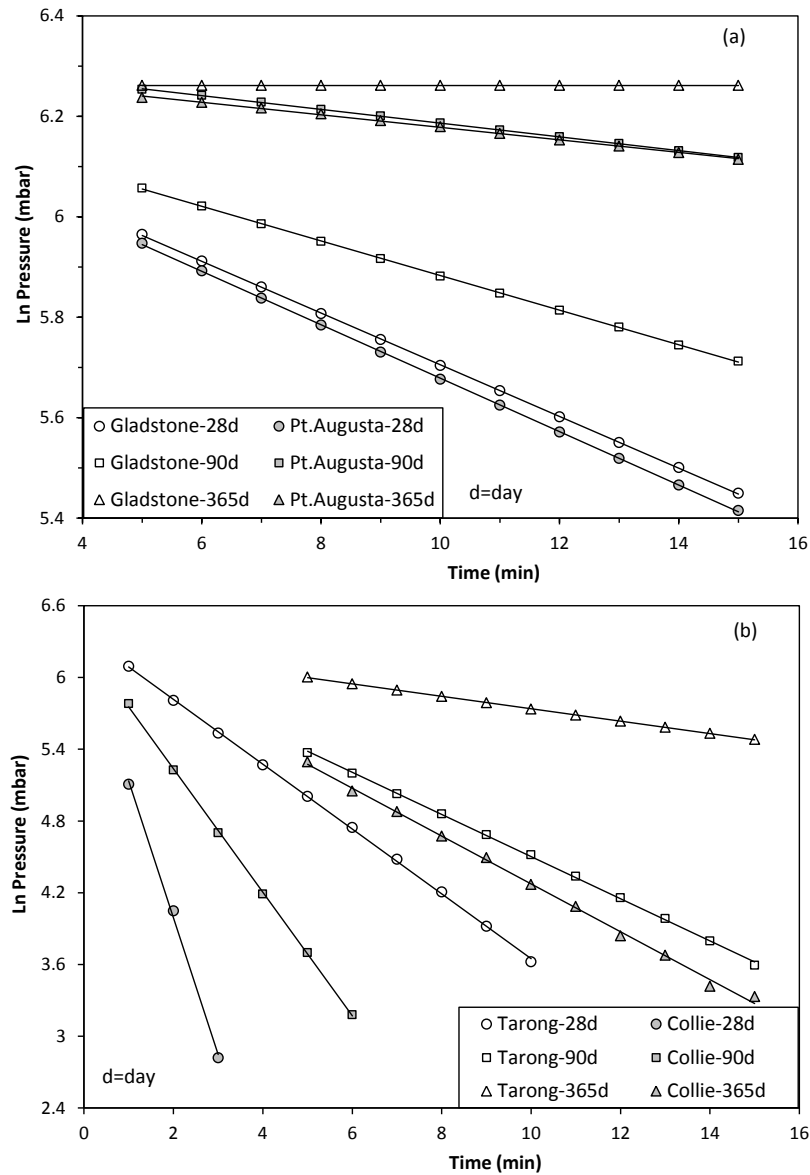 (a)
6.4
6.2
6
5.8
5.6
5.4
Ln Pressure (mbar)
Gladstone-28d Pt.Augusta-28d
Gladstone-90d Pt.Augusta-90d
Gladstone-365d Pt.Augusta-365d
d=day
4 6 8 10 12 14 16
Time (min)
(b)
6.6
6
5.4
4.8
4.2
3.6
3
2.4
Ln Pressure (mbar)
Tarong-28d Collie-28d
Tarong-90d Collie-90d
Tarong-365d Collie-365d
d=day
0 2 4 6 8 10 12 14 16
Time (min)